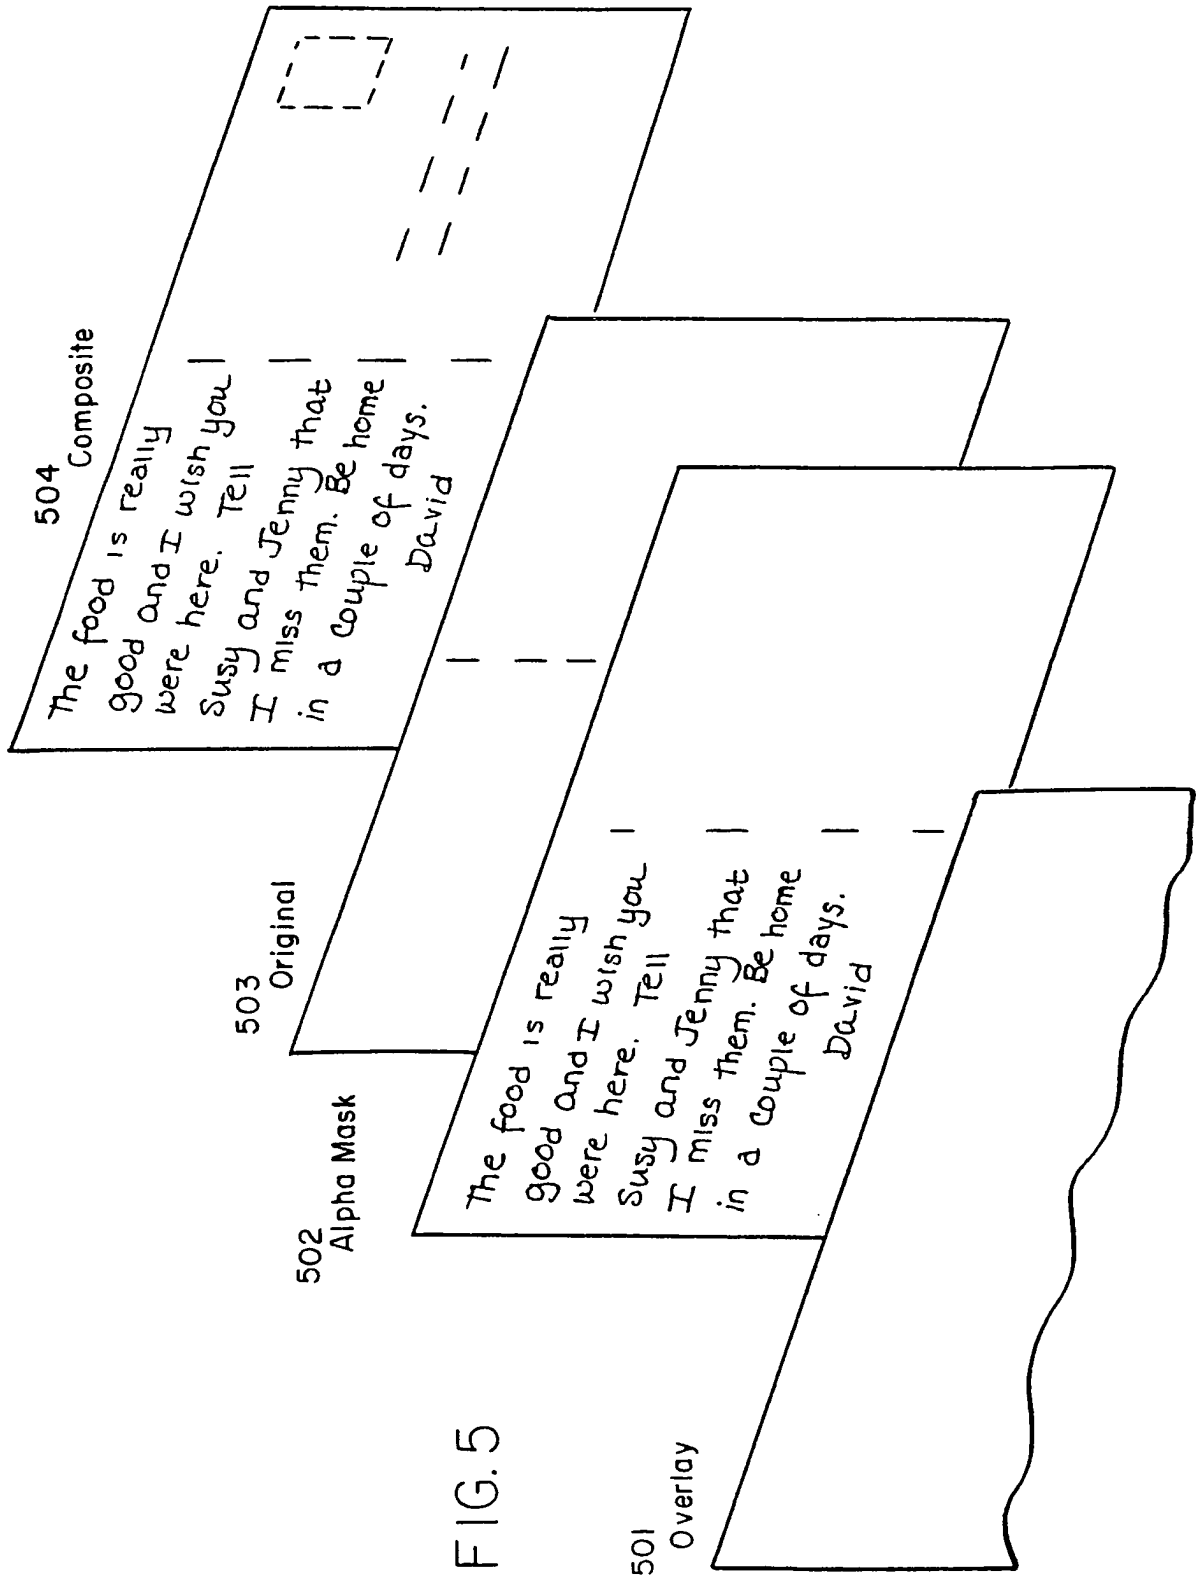 504
Composite
The food is really
good and I wish you
were here. Tell
Susy and Jenny that
I miss them. Be home
in a couple of days.
David
503
Original
502
Alpha Mask
The food is really
good and I wish you
were here. Tell
Susy and Jenny that
I miss them. Be home
in a couple of days.
David
501
Overlay
FIG. 5